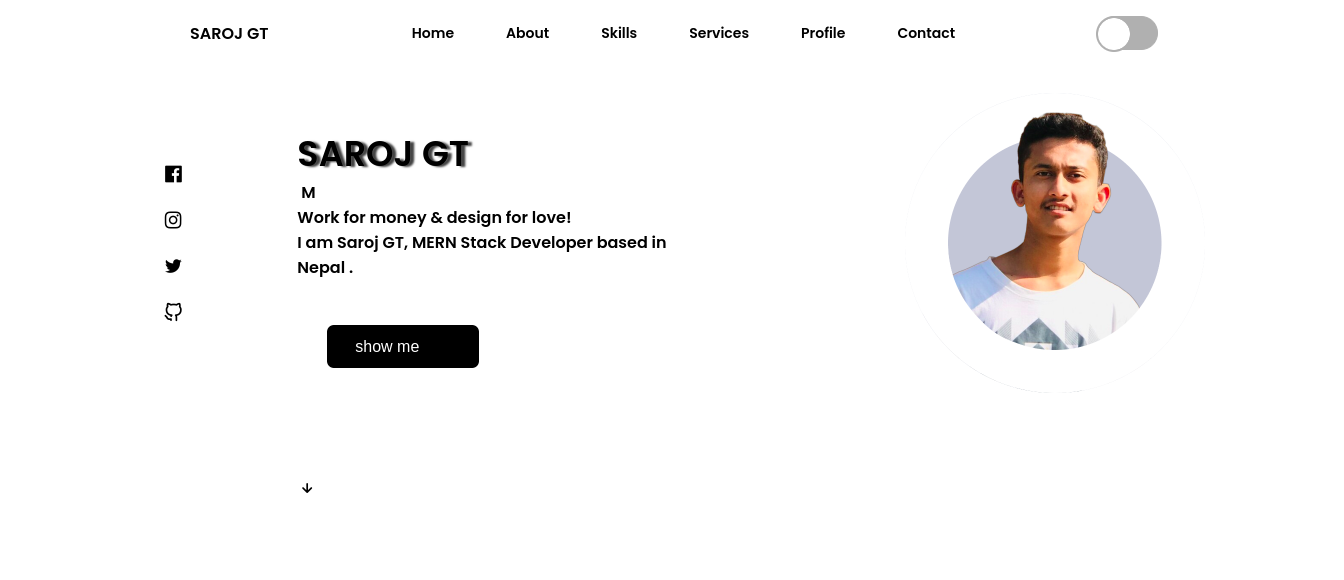 SAROJ GT
Home About Skills Services Profile Contact
SAROJ GT
M
Work for money & design for love!
I am Saroj GT, MERN Stack Developer based in
Nepal .
show me